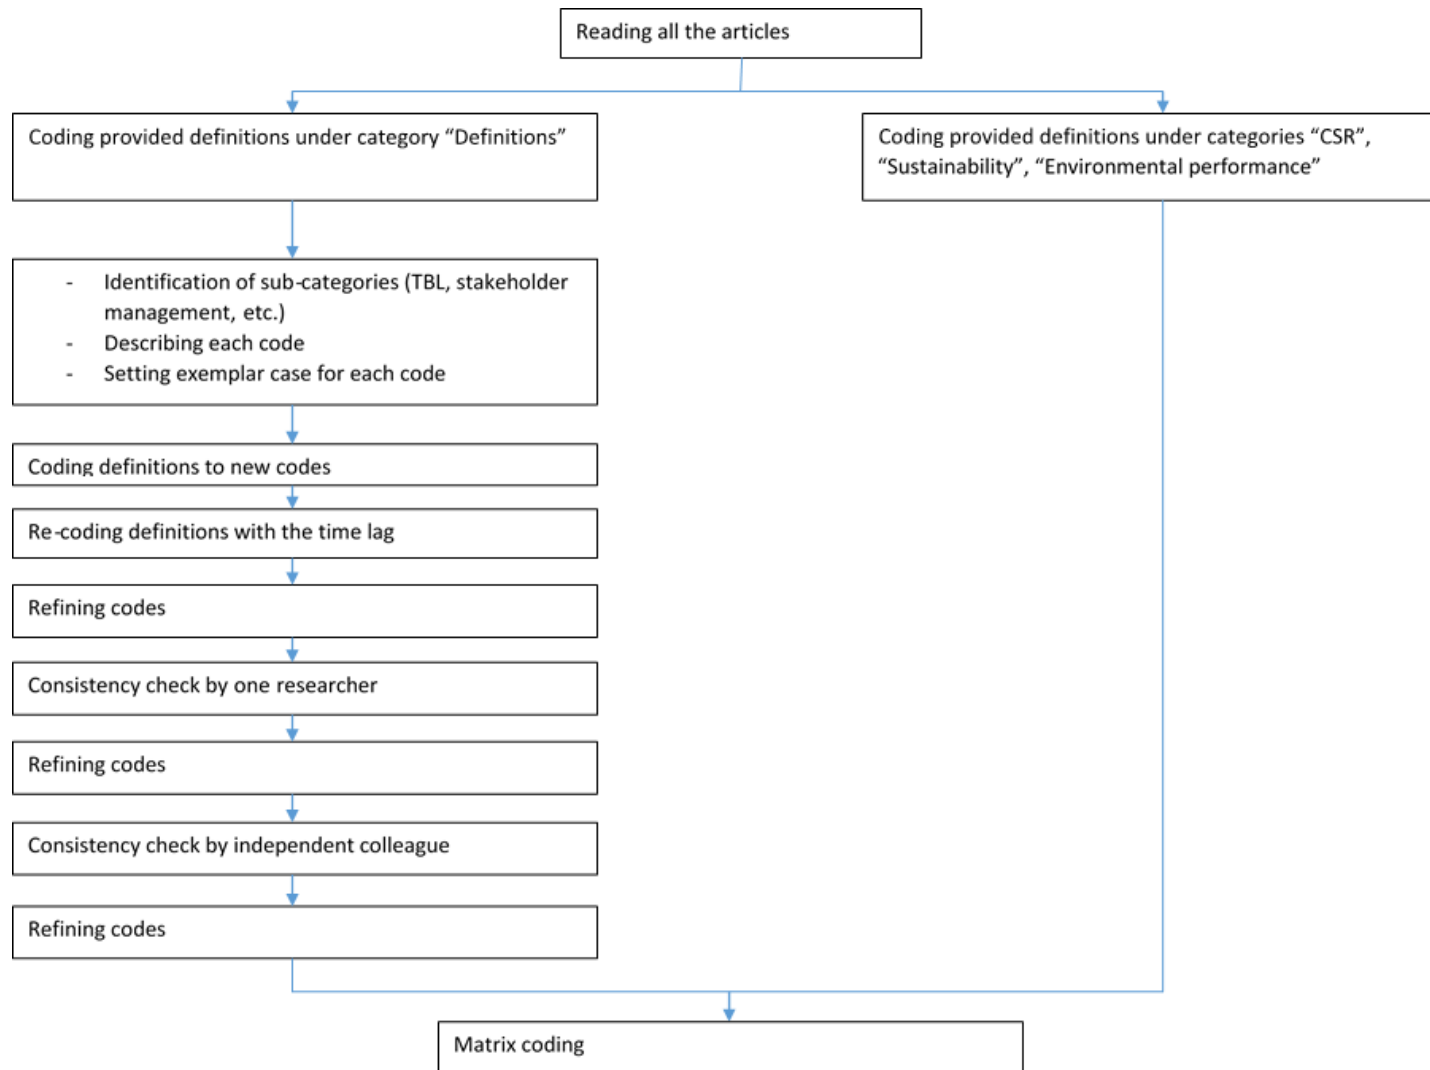 Reading all the articles
Coding provided definitions under category “Definitions”
Coding provided definitions under categories “CSR”,
“Sustainability”, “Environmental performance”
- Identification of sub-categories (TBL, stakeholder
management, etc.)
- Describing each code
- Setting exemplar case for each code
Coding definitions to new codes
Re-coding definitions with the time lag
Refining codes
Consistency check by one researcher
Refining codes
Consistency check by independent colleague
Refining codes
Matrix coding